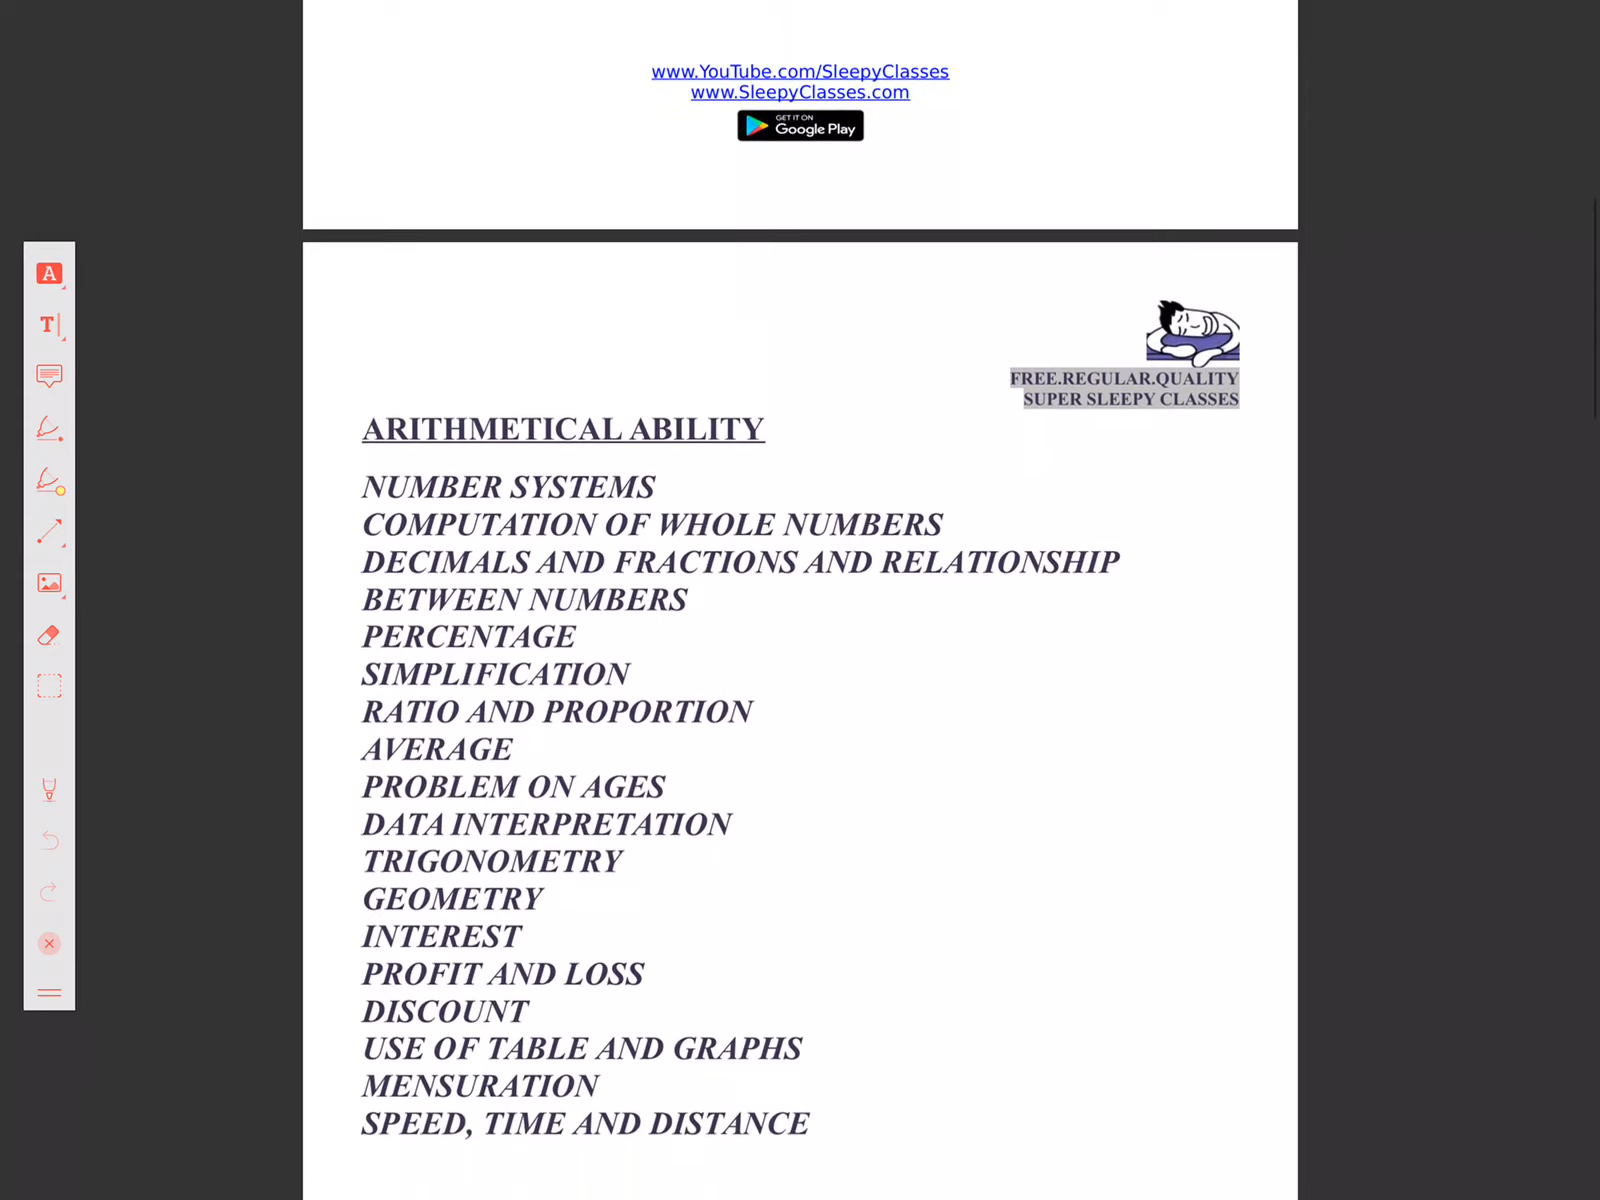 www.YouTube.com/SleepyClasses
www.SleepyClasses.com
GET IT ON
Google Play
A
FREE.REGULAR.QUALITY
SUPER SLEEPY CLASSES
T
ARITHMETICAL ABILITY
NUMBER SYSTEMS
COMPUTATION OF WHOLE NUMBERS
DECIMALS AND FRACTIONS AND RELATIONSHIP
BETWEEN NUMBERS
PERCENTAGE
SIMPLIFICATION
RATIO AND PROPORTION
AVERAGE
PROBLEM ON AGES
DATA INTERPRETATION
TRIGONOMETRY
GEOMETRY
INTEREST
PROFIT AND LOSS
DISCOUNT
USE OF TABLE AND GRAPHS
MENSURATION
SPEED, TIME AND DISTANCE